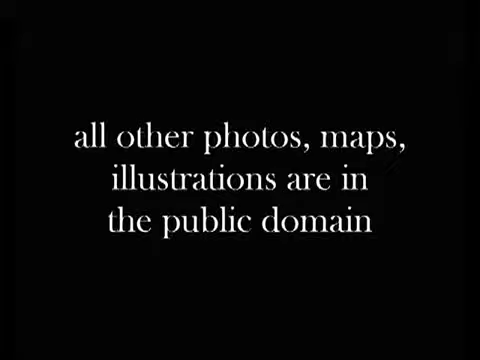 all other photos, maps,
illustrations are in
the public domain